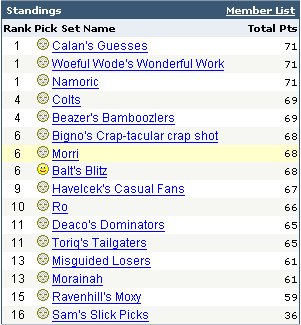 Standings Member List
Rank Pick Set Name Total Pts
1 Calan's Guesses 71
1 Woeful Wode's Wonderful Work 71
1 Namoric 71
4 Colts 69
4 Beazer's Bamboozlers 69
6 Bigno's Crap-tacular crap shot 68
6 Morri 68
6 Balt's Blitz 68
9 Havelcek's Casual Fans 67
10 Ro 66
11 Deaco's Dominators 65
11 Toriq's Tailgaters 65
13 Misguided Losers 61
13 Morainah 61
15 Ravenhill's Moxy 59
16 Sam's Slick Picks 36